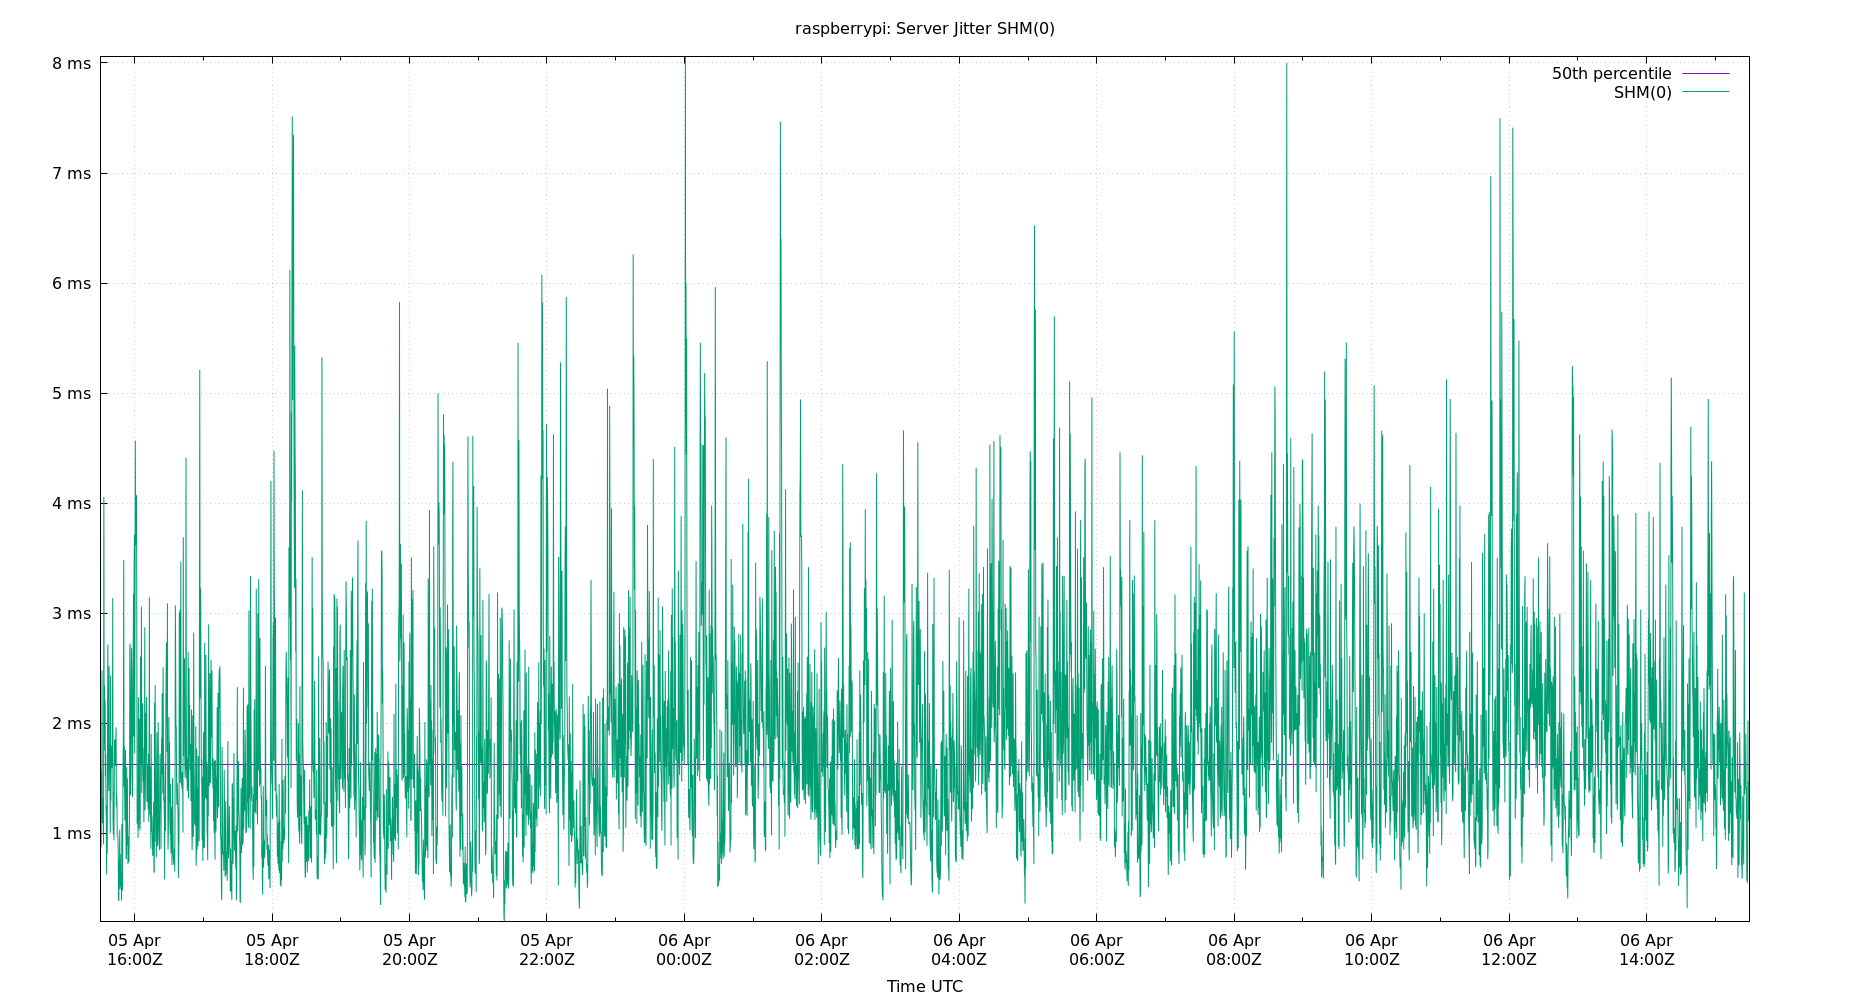 raspberrypi: Server Jitter SHM(0)
8 ms
7 ms
6 ms
5 ms
4 ms
3 ms
2 ms
1 ms
50th percentile
SHM(0)
05 Apr 05 Apr 05 Apr 05 Apr 06 Apr 06 Apr 06 Apr 06 Apr 06 Apr 06 Apr 06 Apr 06 Apr
16:00Z 18:00Z 20:00Z 22:00Z 00:00Z 02:00Z 04:00Z 06:00Z 08:00Z 10:00Z 12:00Z 14:00Z
Time UTC